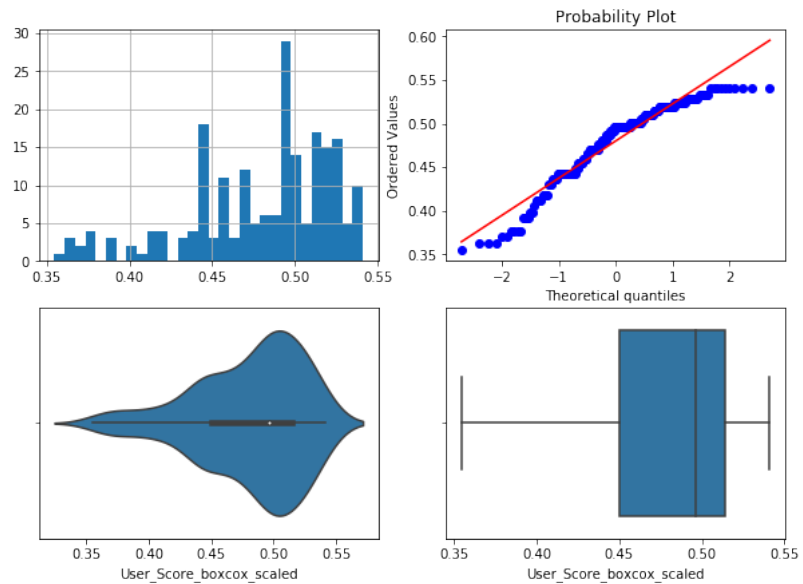 30
25
20
15
10
5
0
0.35 0.40 0.45 0.50 0.55
Probability Plot
0.60
0.55
0.50
0.45
0.40
0.35
Ordered Values
−2 −1 0 1 2
Theoretical quantiles
0.35 0.40 0.45 0.50 0.55
User_Score_boxcox_scaled
0.35 0.40 0.45 0.50 0.55
User_Score_boxcox_scaled